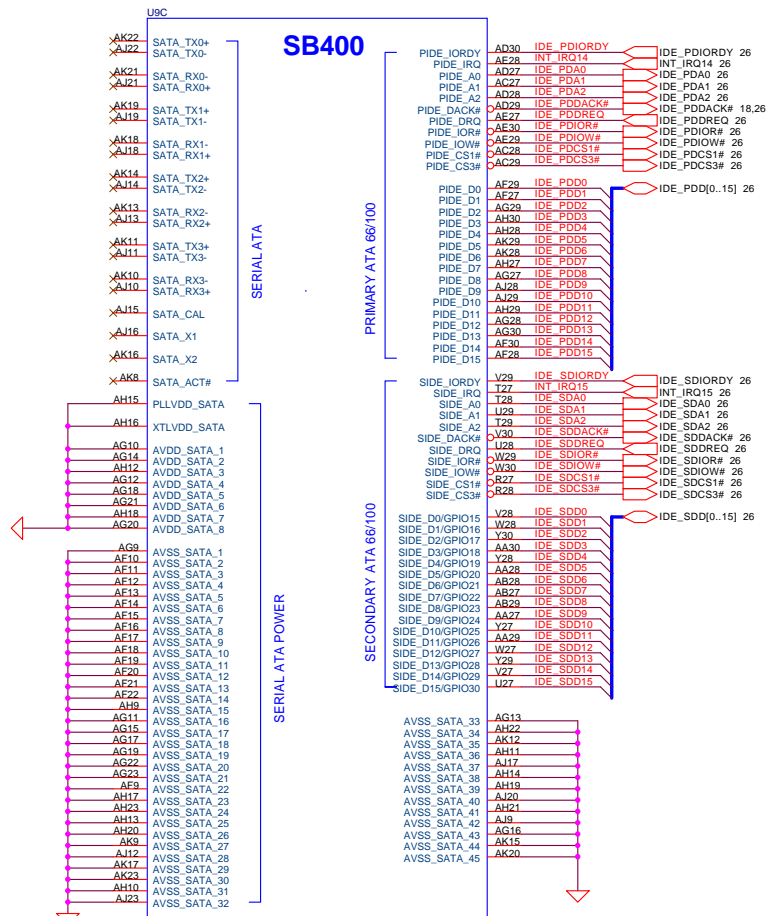 U9C
SB400
AK22 SATA_TX0+
AJ22 SATA_TX0-
AK21 SATA_RX0-
AJ21 SATA_RX0+
AK19 SATA_TX1+
AJ19 SATA_TX1-
AK18 SATA_RX1-
AJ18 SATA_RX1+
AK14 SATA_TX2+
AJ14 SATA_TX2-
AK13 SATA_RX2-
AJ13 SATA_RX2+
AK11 SATA_TX3+
AJ11 SATA_TX3-
AK10 SATA_RX3-
AJ10 SATA_RX3+
AJ15 SATA_CAL
AJ16 SATA_X1
AK16 SATA_X2
AK8 SATA_ACT#
SERIAL ATA
AH15 PLLVDD_SATA
AH16 XTLVDD_SATA
AG10 AVDD_SATA_1
AG14 AVDD_SATA_2
AH12 AVDD_SATA_3
AG12 AVDD_SATA_4
AG18 AVDD_SATA_5
AG21 AVDD_SATA_6
AH18 AVDD_SATA_7
AG20 AVDD_SATA_8
AG9 AVSS_SATA_1
AF10 AVSS_SATA_2
AF11 AVSS_SATA_3
AF12 AVSS_SATA_4
AF13 AVSS_SATA_5
AF14 AVSS_SATA_6
AF15 AVSS_SATA_7
AF16 AVSS_SATA_8
AF17 AVSS_SATA_9
AF18 AVSS_SATA_10
AF19 AVSS_SATA_11
AF20 AVSS_SATA_12
AF21 AVSS_SATA_13
AF22 AVSS_SATA_14
AH9 AVSS_SATA_15
AG11 AVSS_SATA_16
AG15 AVSS_SATA_17
AG17 AVSS_SATA_18
AG19 AVSS_SATA_19
AG22 AVSS_SATA_20
AG23 AVSS_SATA_21
AF9 AVSS_SATA_22
AH17 AVSS_SATA_23
AH23 AVSS_SATA_24
AH13 AVSS_SATA_25
AH20 AVSS_SATA_26
AK9 AVSS_SATA_27
AJ12 AVSS_SATA_28
AK17 AVSS_SATA_29
AK23 AVSS_SATA_30
AH10 AVSS_SATA_31
AJ23 AVSS_SATA_32
SERIAL ATA POWER
PIDE_IORDY AD30 IDE_PDIORDY IDE_PDIORDY 26
PIDE_IRQ AE28 INT_IRQ14 INT_IRQ14 26
PIDE_A0 AD27 IDE_PDA0 IDE_PDA0 26
PIDE_A1 AC27 IDE_PDA1 IDE_PDA1 26
PIDE_A2 AD28 IDE_PDA2 IDE_PDA2 26
PIDE_DACK# AD29 IDE_PDDACK# IDE_PDDACK# 18,26
PIDE_DRQ AE27 IDE_PDDREQ IDE_PDDREQ 26
PIDE_IOR# AE30 IDE_PDIOR# IDE_PDIOR# 26
PIDE_IOW# AE29 IDE_PDIOW# IDE_PDIOW# 26
PIDE_CS1# AC28 IDE_PDCS1# IDE_PDCS1# 26
PIDE_CS3# AC29 IDE_PDCS3# IDE_PDCS3# 26
PIDE_D0 AF29 IDE_PDD0 IDE_PDD[0..15] 26
PIDE_D1 AF27 IDE_PDD1
PIDE_D2 AG29 IDE_PDD2
PIDE_D3 AH30 IDE_PDD3
PIDE_D4 AH28 IDE_PDD4
PIDE_D5 AK29 IDE_PDD5
PIDE_D6 AK28 IDE_PDD6
PIDE_D7 AH27 IDE_PDD7
PIDE_D8 AG27 IDE_PDD8
PIDE_D9 AJ28 IDE_PDD9
PIDE_D10 AJ29 IDE_PDD10
PIDE_D11 AH29 IDE_PDD11
PIDE_D12 AG28 IDE_PDD12
PIDE_D13 AG30 IDE_PDD13
PIDE_D14 AF30 IDE_PDD14
PIDE_D15 AF28 IDE_PDD15
PRIMARY ATA 66/100
SIDE_IORDY V29 IDE_SDIORDY IDE_SDIORDY 26
SIDE_IRQ T27 INT_IRQ15 INT_IRQ15 26
SIDE_A0 T28 IDE_SDA0 IDE_SDA0 26
SIDE_A1 U29 IDE_SDA1 IDE_SDA1 26
SIDE_A2 T29 IDE_SDA2 IDE_SDA2 26
SIDE_DACK# V30 IDE_SDDACK# IDE_SDDACK# 26
SIDE_DRQ U28 IDE_SDDREQ IDE_SDDREQ 26
SIDE_IOR# W29 IDE_SDIOR# IDE_SDIOR# 26
SIDE_IOW# W30 IDE_SDIOW# IDE_SDIOW# 26
SIDE_CS1# R27 IDE_SDCS1# IDE_SDCS1# 26
SIDE_CS3# R28 IDE_SDCS3# IDE_SDCS3# 26
SIDE_D0/GPIO15 V28 IDE_SDD0 IDE_SDD[0..15] 26
SIDE_D1/GPIO16 W28 IDE_SDD1
SIDE_D2/GPIO17 Y30 IDE_SDD2
SIDE_D3/GPIO18 AA30 IDE_SDD3
SIDE_D4/GPIO19 Y28 IDE_SDD4
SIDE_D5/GPIO20 AA28 IDE_SDD5
SIDE_D6/GPIO21 AB28 IDE_SDD6
SIDE_D7/GPIO22 AB27 IDE_SDD7
SIDE_D8/GPIO23 AB29 IDE_SDD8
SIDE_D9/GPIO24 AA27 IDE_SDD9
SIDE_D10/GPIO25 Y27 IDE_SDD10
SIDE_D11/GPIO26 AA29 IDE_SDD11
SIDE_D12/GPIO27 W27 IDE_SDD12
SIDE_D13/GPIO28 Y29 IDE_SDD13
SIDE_D14/GPIO29 V27 IDE_SDD14
SIDE_D15/GPIO30 U27 IDE_SDD15
SECONDARY ATA 66/100
AVSS_SATA_33 AG13
AVSS_SATA_34 AH22
AVSS_SATA_35 AK12
AVSS_SATA_36 AH11
AVSS_SATA_37 AJ17
AVSS_SATA_38 AH14
AVSS_SATA_39 AH19
AVSS_SATA_40 AJ20
AVSS_SATA_41 AH21
AVSS_SATA_42 AJ9
AVSS_SATA_43 AG16
AVSS_SATA_44 AK15
AVSS_SATA_45 AK20